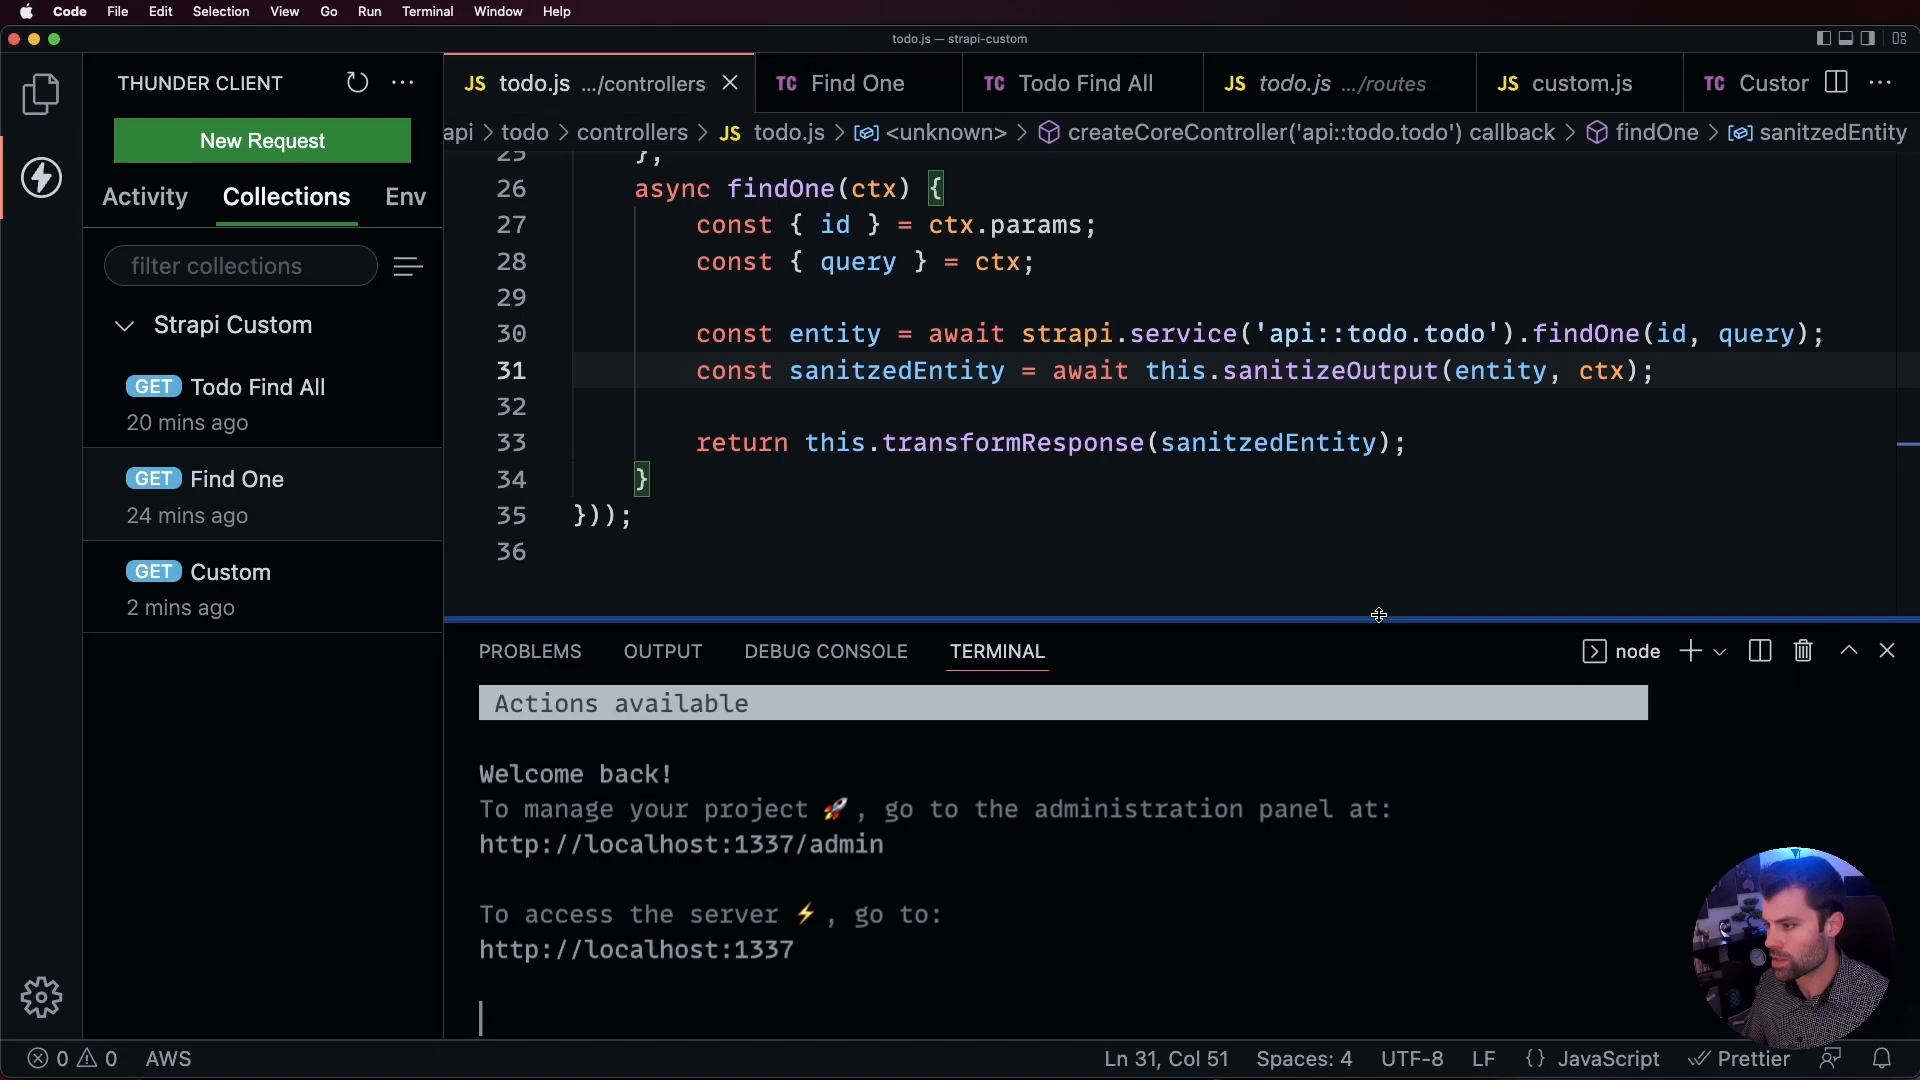 Code File Edit Selection View Go Run Terminal Window Help
todo.js — strapi-custom
THUNDER CLIENT
New Request
Activity Collections Env
filter collections
Strapi Custom
GET Todo Find All
20 mins ago
GET Find One
24 mins ago
GET Custom
2 mins ago
JS todo.js .../controllers TC Find One TC Todo Find All JS todo.js .../routes JS custom.js TC Custor
api > todo > controllers > JS todo.js > <unknown> > createCoreController('api::todo.todo') callback > findOne > sanitzedEntity
25 },
26 async findOne(ctx) {
27 const { id } = ctx.params;
28 const { query } = ctx;
29
30 const entity = await strapi.service('api::todo.todo').findOne(id, query);
31 const sanitzedEntity = await this.sanitizeOutput(entity, ctx);
32
33 return this.transformResponse(sanitzedEntity);
34 }
35 }));
36
PROBLEMS OUTPUT DEBUG CONSOLE TERMINAL node
Actions available
Welcome back!
To manage your project 🚀, go to the administration panel at:
http://localhost:1337/admin
To access the server ⚡, go to:
http://localhost:1337
0 0 AWS Ln 31, Col 51 Spaces: 4 UTF-8 LF {} JavaScript Prettier